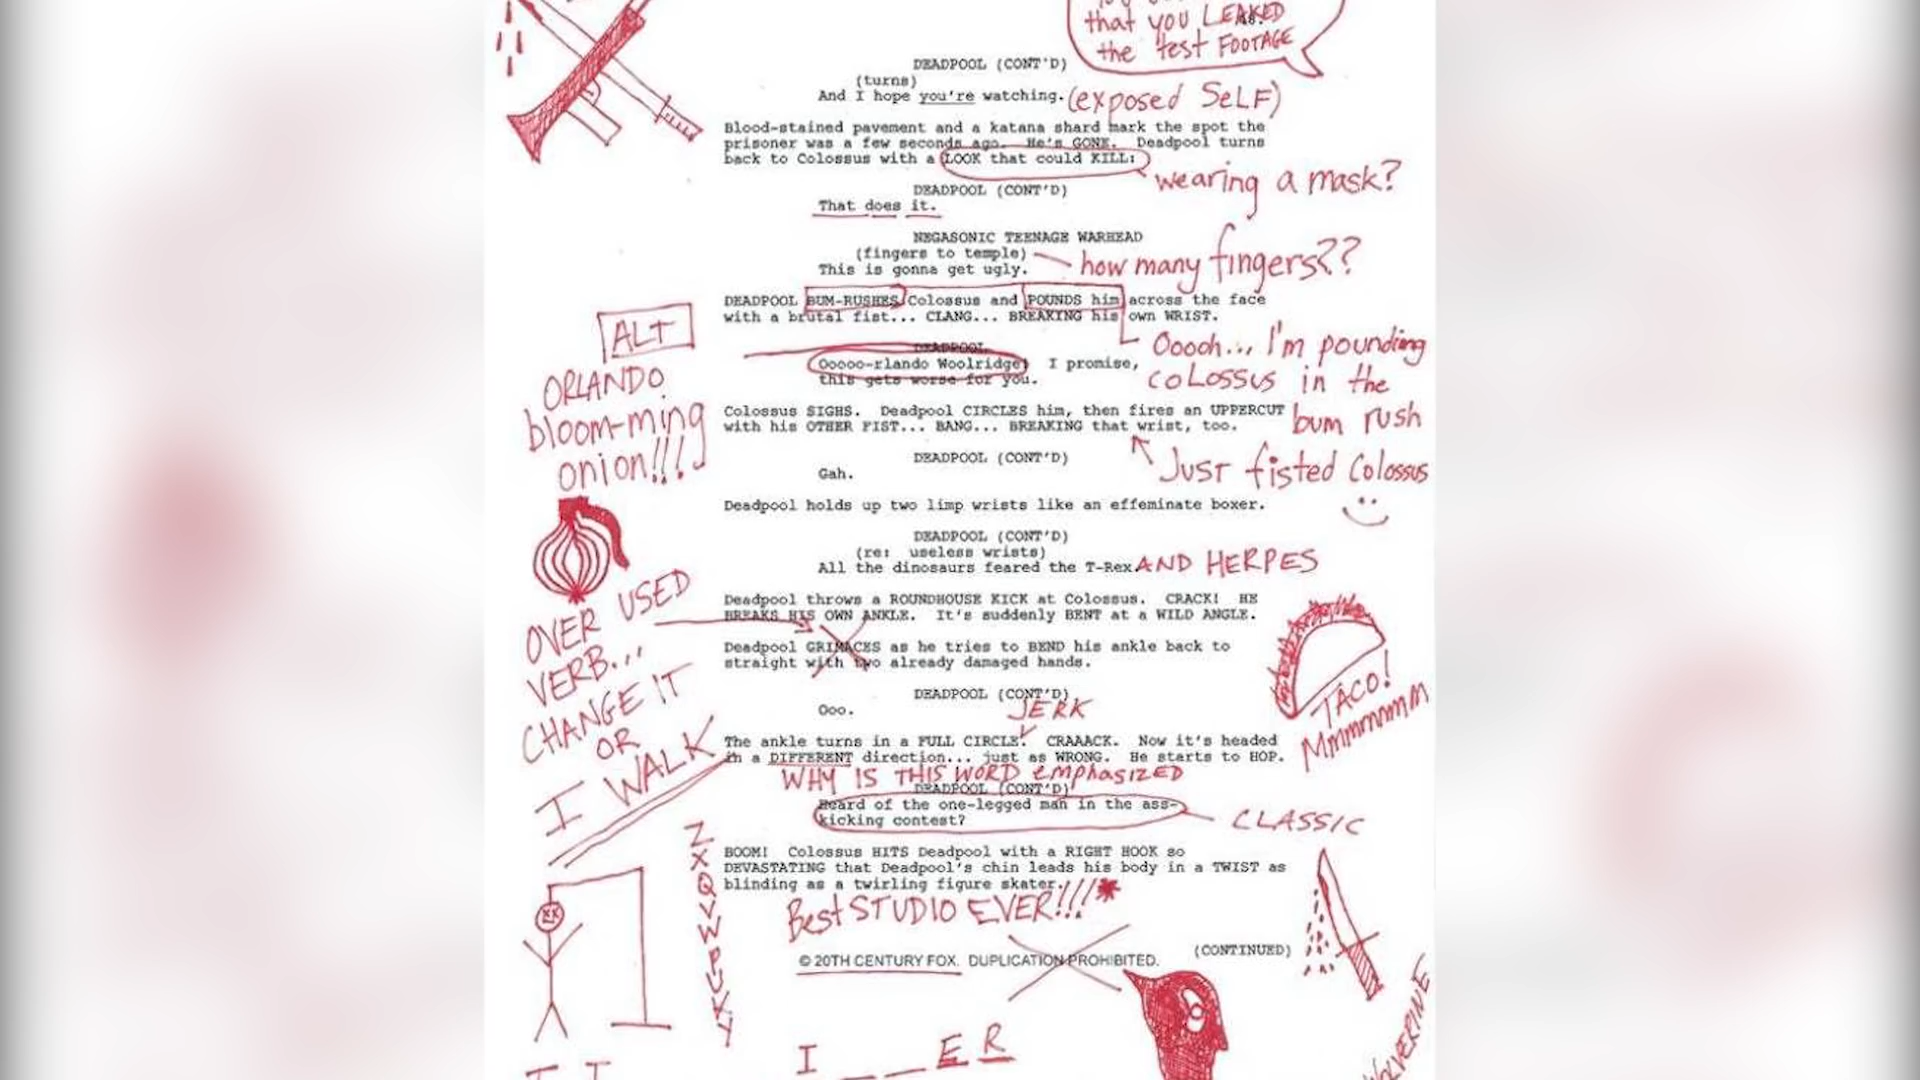 that you LEAKED
the test FOOTAGE
DEADPOOL (CONT'D)
(turns)
And I hope you're watching. (exposed SeLF)
Blood-stained pavement and a katana shard mark the spot the
prisoner was a few seconds ago. He's GONE. Deadpool turns
back to Colossus with a LOOK that could KILL:
wearing a mask?
DEADPOOL (CONT'D)
That does it.
NEGASONIC TEENAGE WARHEAD
(fingers to temple)
how many fingers??
This is gonna get ugly.
DEADPOOL BUM-RUSHES Colossus and POUNDS him across the face
with a brutal fist... CLANG... BREAKING his own WRIST.
Ooooh... I'm pounding
coLossus in the
bum rush
ALT
ORLANDO
bloom-ming
onion!!!
DEADPOOL
Ooooo-rlando Woolridge! I promise,
this gets worse for you.
Colossus SIGHS. Deadpool CIRCLES him, then fires an UPPERCUT
with his OTHER FIST... BANG... BREAKING that wrist, too.
Just fisted Colossus
DEADPOOL (CONT'D)
Gah.
Deadpool holds up two limp wrists like an effeminate boxer.
DEADPOOL (CONT'D)
(re: useless wrists)
All the dinosaurs feared the T-Rex. AND HERPES
Deadpool throws a ROUNDHOUSE KICK at Colossus. CRACK! HE
BREAKS HIS OWN ANKLE. It's suddenly BENT at a WILD ANGLE.
OVER USED
VERB...
CHANGE IT
OR
I WALK
Deadpool GRIMACES as he tries to BEND his ankle back to
straight with two already damaged hands.
TACO!
Mmmmmmm
DEADPOOL (CONT'D)
Ooo.
JERK
The ankle turns in a FULL CIRCLE. CRAAACK. Now it's headed
in a DIFFERENT direction... just as WRONG. He starts to HOP.
WHY IS THIS WORD emphasized
DEADPOOL (CONT'D)
Heard of the one-legged man in the ass-
kicking contest?
CLASSIC
BOOM! Colossus HITS Deadpool with a RIGHT HOOK so
DEVASTATING that Deadpool's chin leads his body in a TWIST as
blinding as a twirling figure skater.
Best STUDIO EVER!!!*
(CONTINUED)
© 20TH CENTURY FOX. DUPLICATION PROHIBITED.
Z
X
Q
V
W
P
U
K
Y
I _ _ E R
WOLVERINE